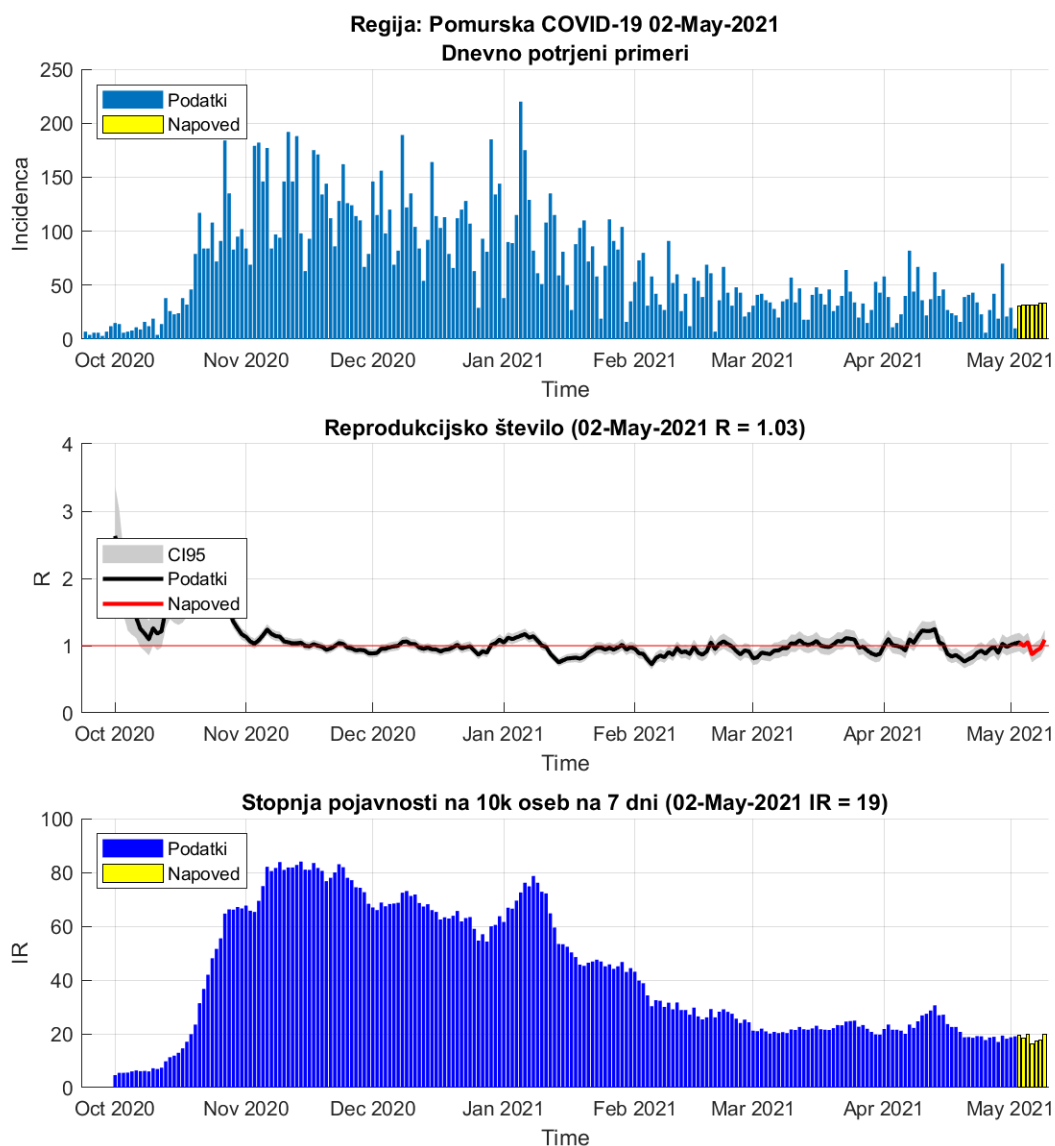 Regija: Pomurska COVID-19 02-May-2021
Dnevno potrjeni primeri
250
200
150
100
50
0
Incidenca
Podatki
Napoved
Oct 2020 Nov 2020 Dec 2020 Jan 2021 Feb 2021 Mar 2021 Apr 2021 May 2021
Time
Reprodukcijsko število (02-May-2021 R = 1.03)
4
3
2
1
0
R
CI95
Podatki
Napoved
Oct 2020 Nov 2020 Dec 2020 Jan 2021 Feb 2021 Mar 2021 Apr 2021 May 2021
Time
Stopnja pojavnosti na 10k oseb na 7 dni (02-May-2021 IR = 19)
100
80
60
40
20
0
IR
Podatki
Napoved
Oct 2020 Nov 2020 Dec 2020 Jan 2021 Feb 2021 Mar 2021 Apr 2021 May 2021
Time